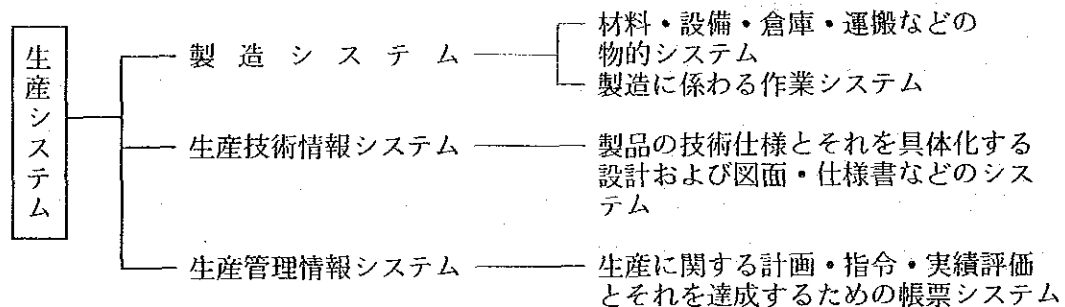 生産システム
製造システム
材料・設備・倉庫・運搬などの
物的システム
製造に係わる作業システム
生産技術情報システム
製品の技術仕様とそれを具体化する
設計および図面・仕様書などのシス
テム
生産管理情報システム
生産に関する計画・指令・実績評価
とそれを達成するための帳票システム